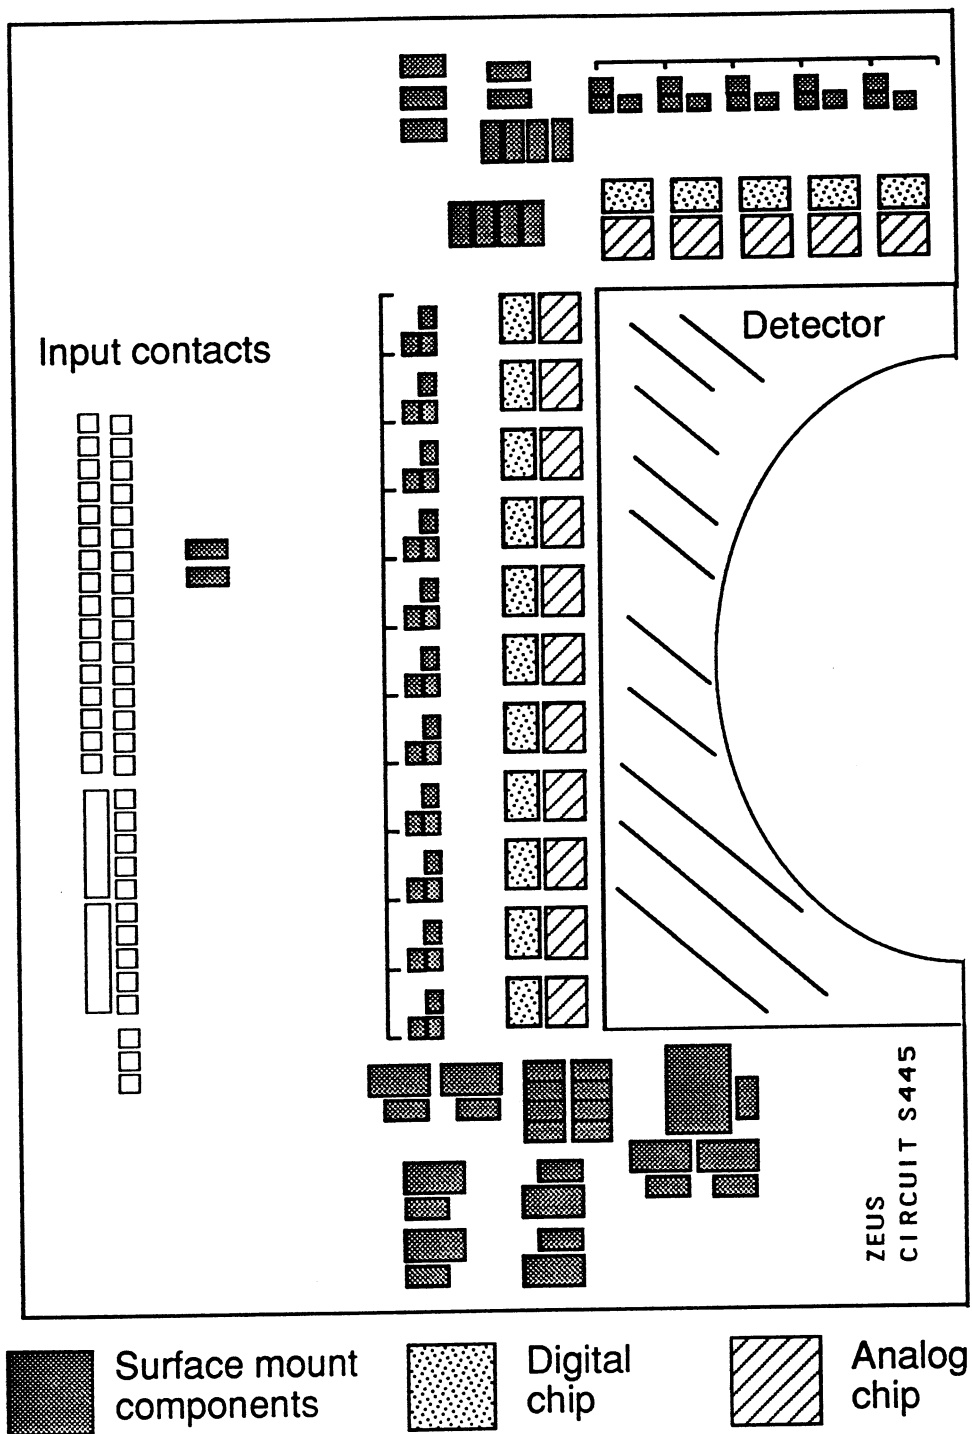 Detector
Input contacts
ZEUS
CIRCUIT S445
Surface mount
components
Digital
chip
Analog
chip